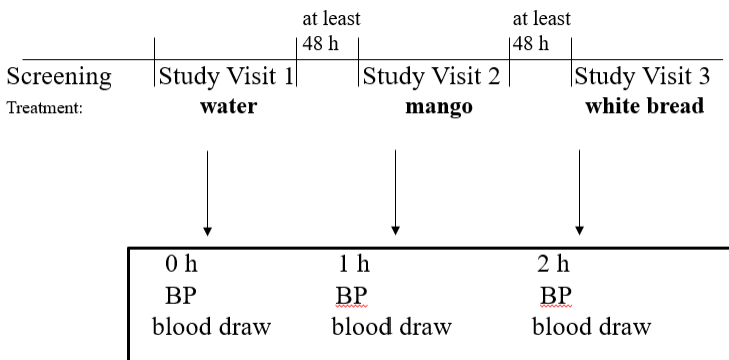 at least
48 h
at least
48 h
Screening
Study Visit 1
Study Visit 2
Study Visit 3
Treatment:
water
mango
white bread
0 h
1 h
2 h
BP
BP
BP
blood draw
blood draw
blood draw